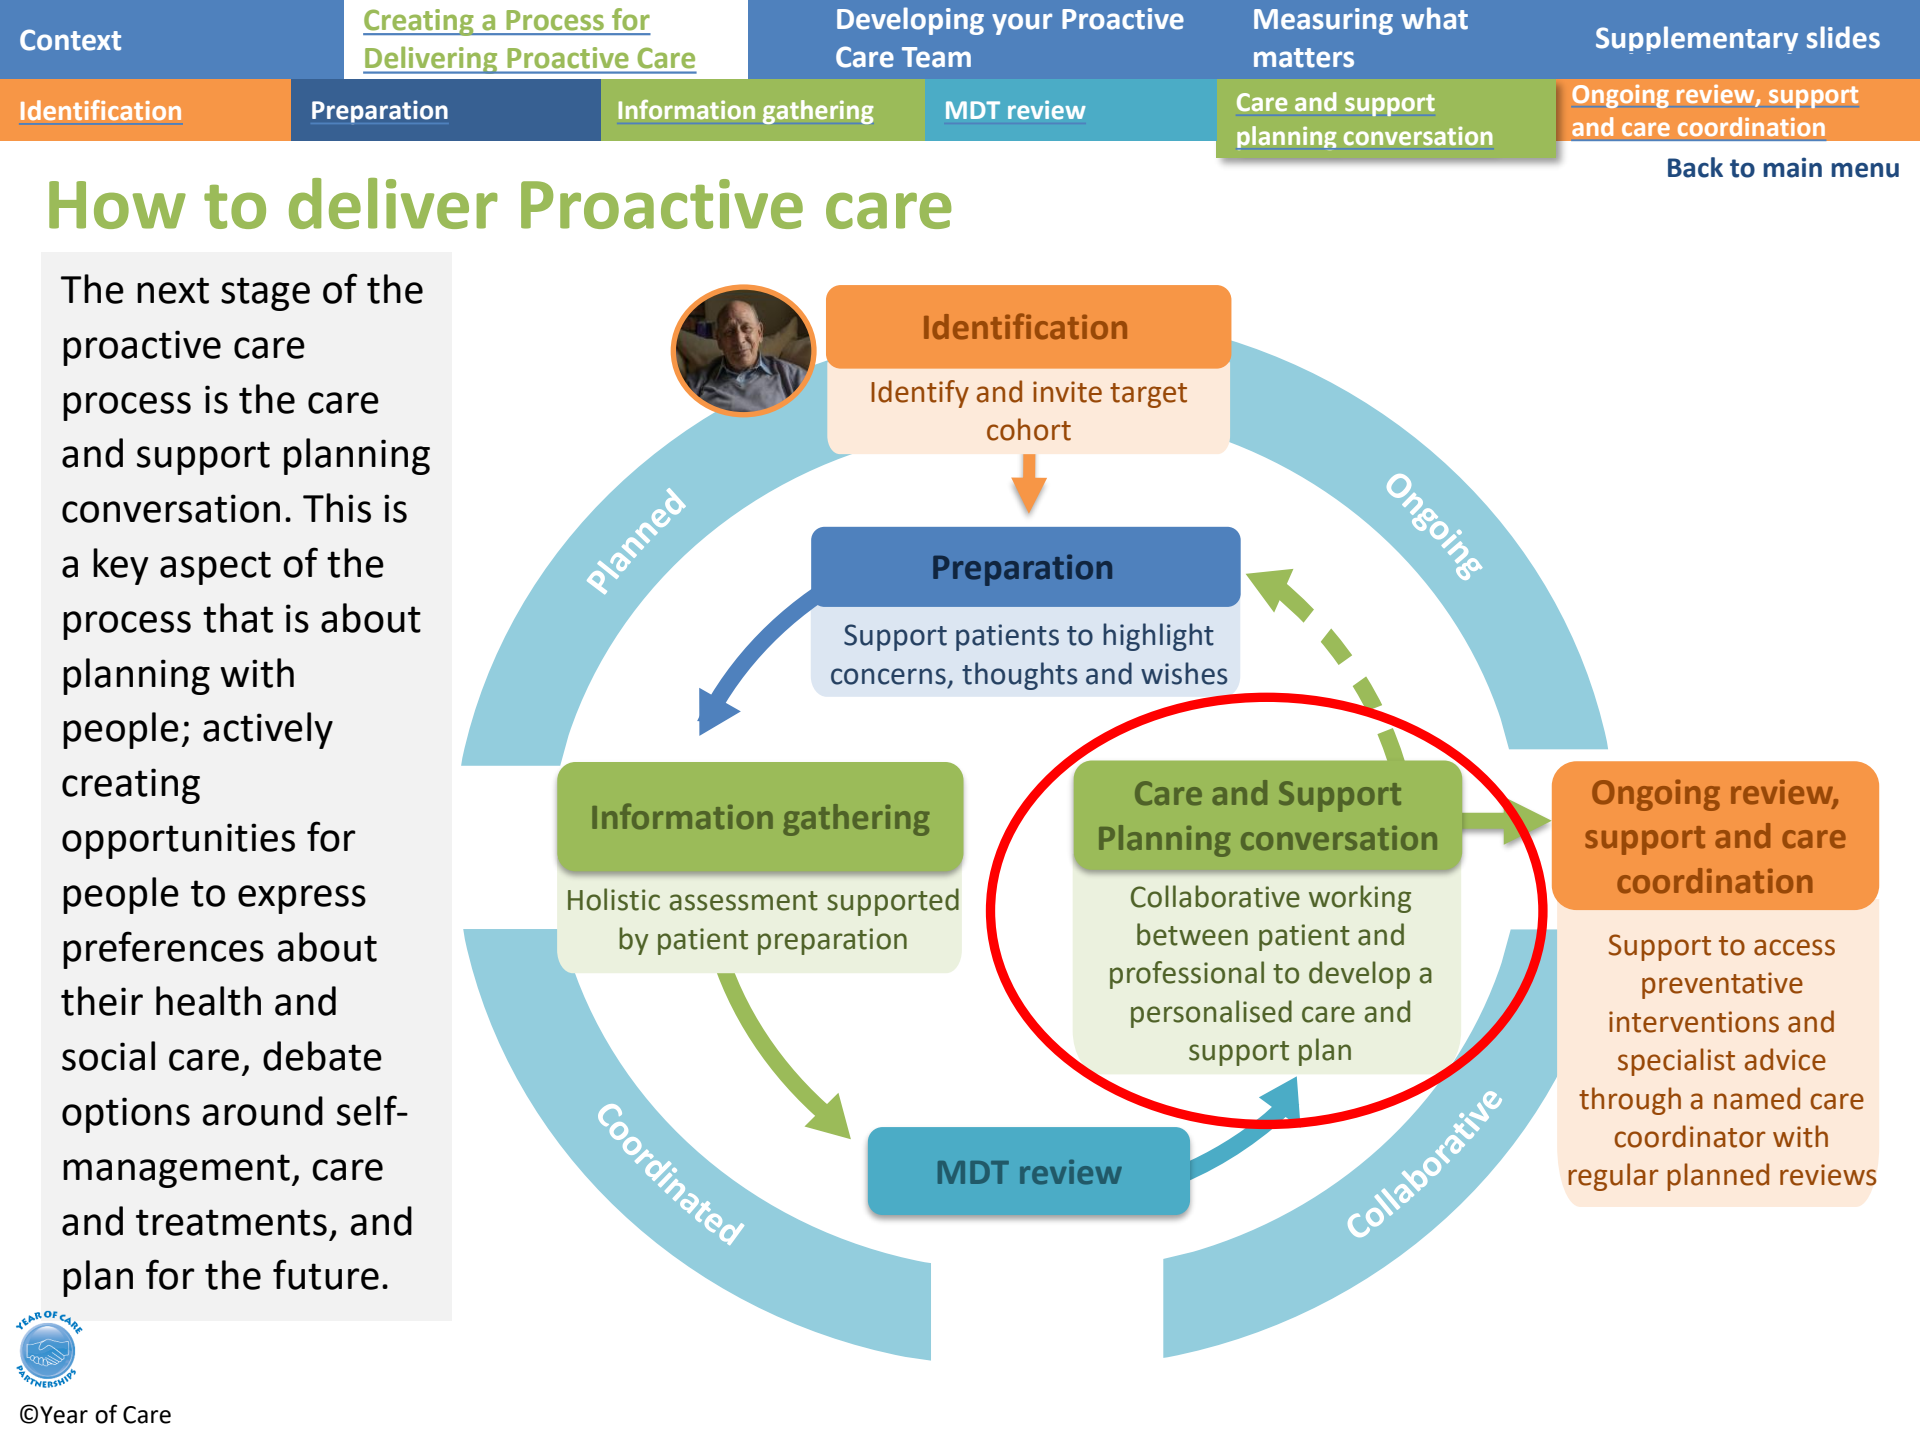 Context
Creating a Process for
Delivering Proactive Care
Developing your Proactive
Care Team
Measuring what
matters
Supplementary slides
Identification
Preparation
Information gathering
MDT review
Care and support
planning conversation
Ongoing review, support
and care coordination
Back to main menu
How to deliver Proactive care
The next stage of the
proactive care
process is the care
and support planning
conversation. This is
a key aspect of the
process that is about
planning with
people; actively
creating
opportunities for
people to express
preferences about
their health and
social care, debate
options around self-
management, care
and treatments, and
plan for the future.
Identification
Identify and invite target
cohort
Planned
Ongoing
Preparation
Support patients to highlight
concerns, thoughts and wishes
Information gathering
Holistic assessment supported
by patient preparation
Care and Support
Planning conversation
Collaborative working
between patient and
professional to develop a
personalised care and
support plan
Ongoing review,
support and care
coordination
Support to access
preventative
interventions and
specialist advice
through a named care
coordinator with
regular planned reviews
Coordinated
Collaborative
MDT review
YEAR OF CARE
PARTNERSHIPS
©Year of Care